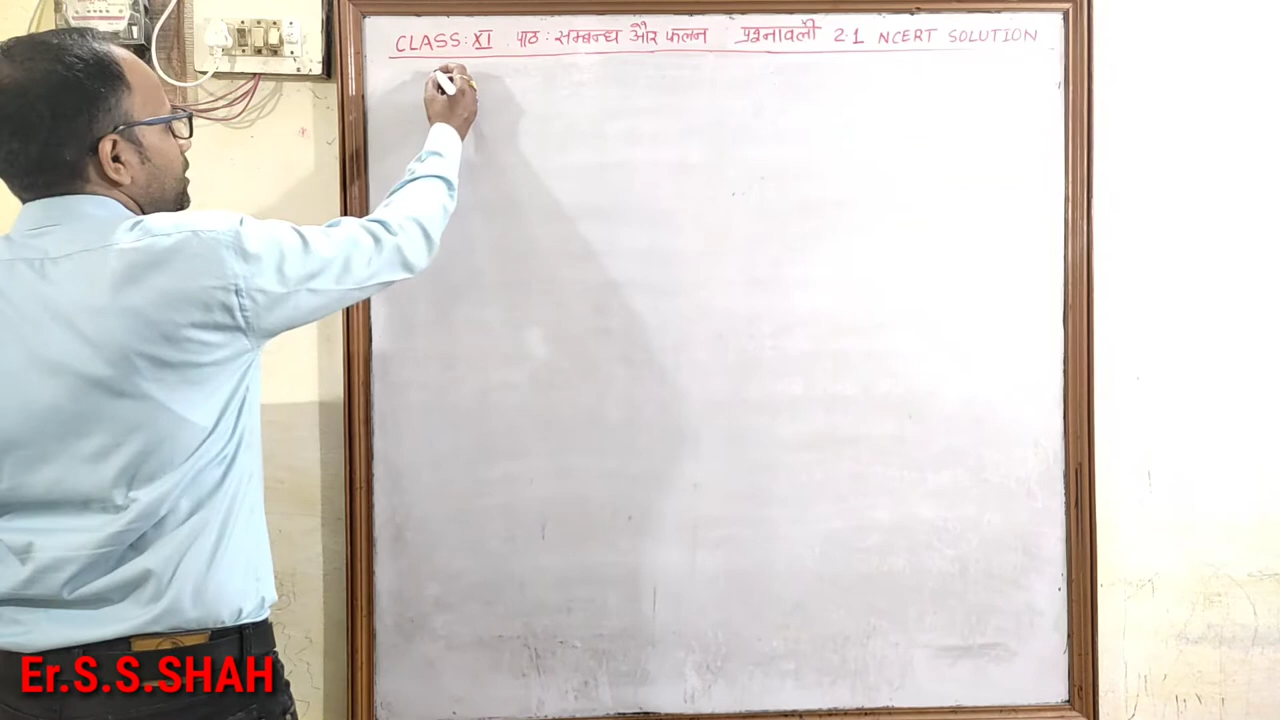 CLASS: XI पाठ : सम्बन्ध और फलन प्रश्नावली 2.1 NCERT SOLUTION
Er.S.S.SHAH